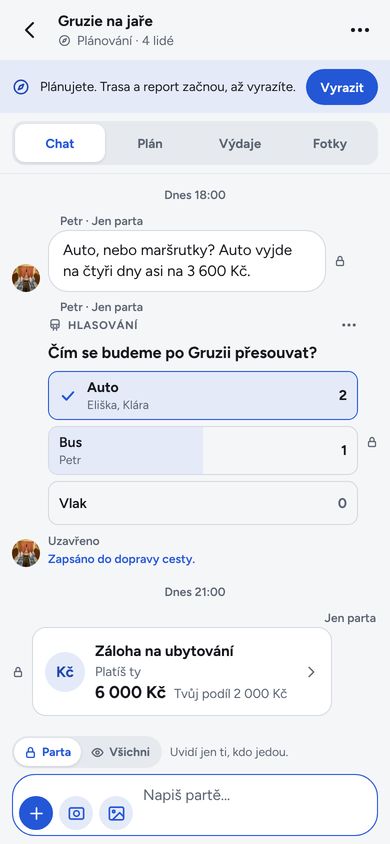 Gruzie na jaře
Plánování · 4 lidé
Plánujete. Trasa a report začnou, až vyrazíte.
Vyrazit
Chat
Plán
Výdaje
Fotky
Dnes 18:00
Petr · Jen parta
Auto, nebo maršrutky? Auto vyjde
na čtyři dny asi na 3 600 Kč.
Petr · Jen parta
HLASOVÁNÍ
Čím se budeme po Gruzii přesouvat?
Auto
2
Eliška, Klára
Bus
1
Petr
Vlak
0
Uzavřeno
Zapsáno do dopravy cesty.
Dnes 21:00
Jen parta
Záloha na ubytování
Kč
Platíš ty
6 000 Kč Tvůj podíl 2 000 Kč
Parta
Všichni
Uvidí jen ti, kdo jedou.
Napiš partě…